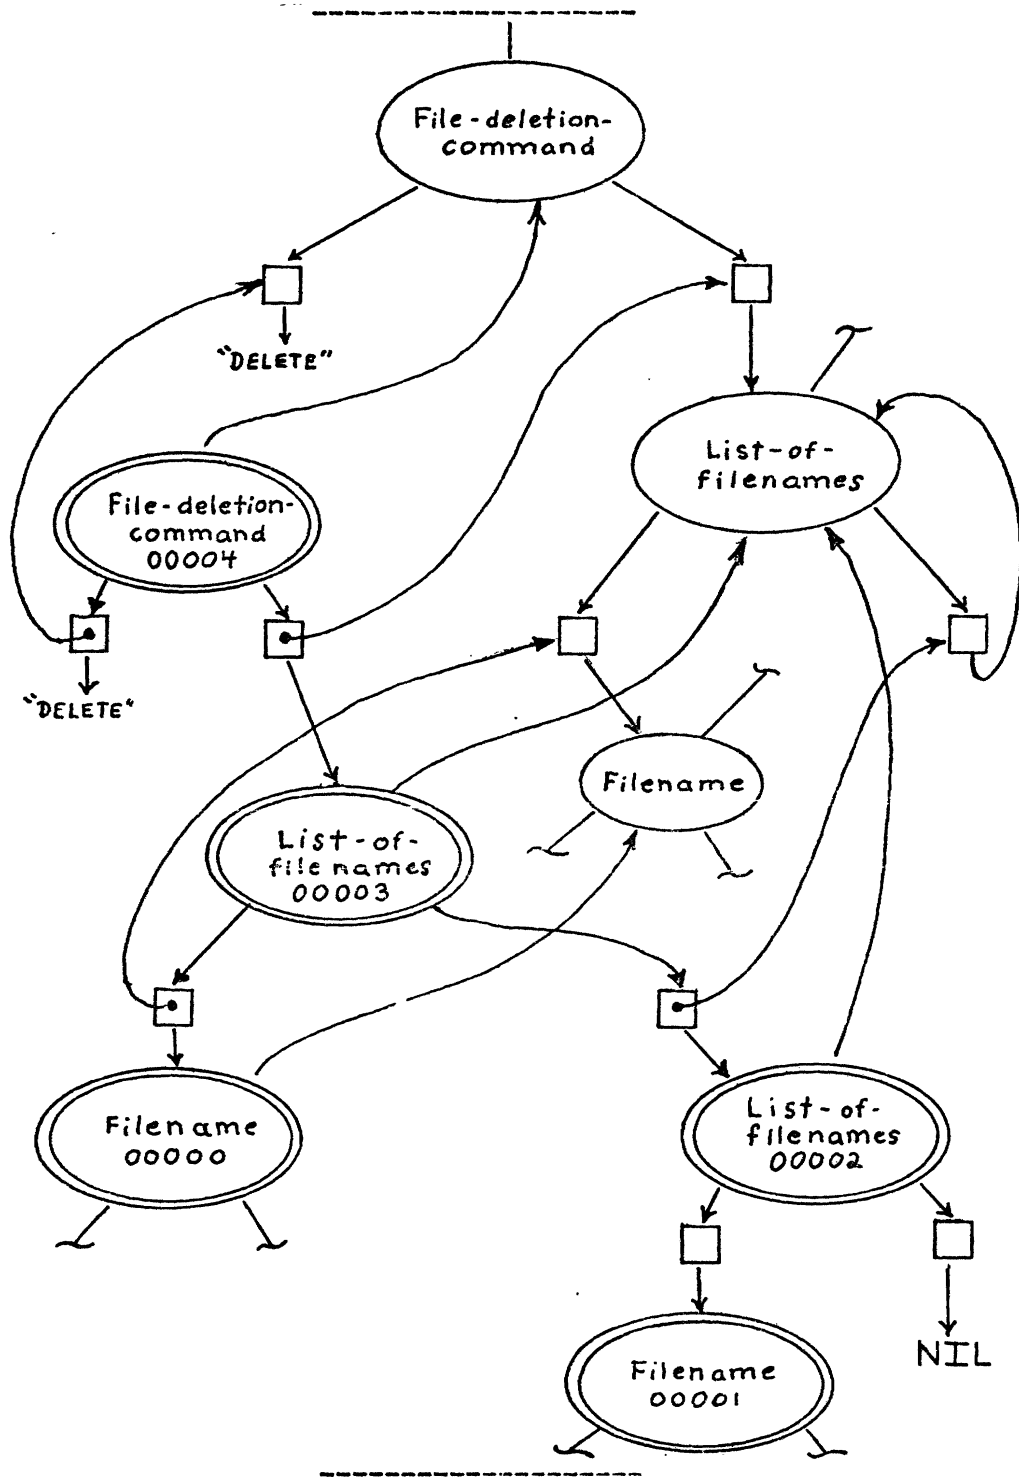 File-deletion-
command
"DELETE"
List-of-
filenames
File-deletion-
command
00004
"DELETE"
Filename
List-of-
filenames
00003
Filename
00000
List-of-
filenames
00002
Filename
00001
NIL